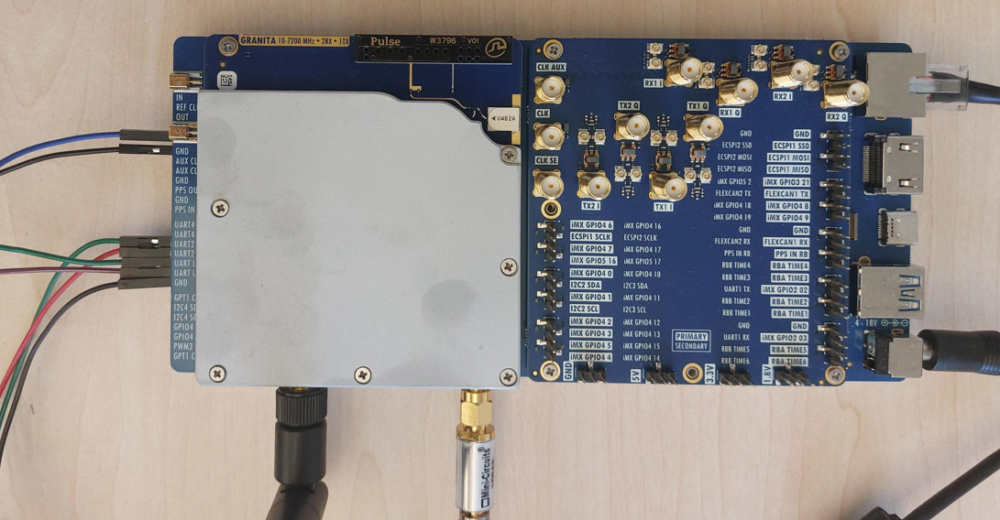 GRANITA 10-7200 MHz • 2RX • 1TX
Pulse W3796 V01
UWB2A
IN
REF CL
OUT
GND
AUX CL
AUX CL
GND
PPS OU
GND
PPS IN
UART4
UART4
UART2
UART2
UART L
UART L
GND
GPT1 C
I2C4 SD
I2C4 SC
GPIO4
GPIO4
PWM3
GPT1 C
Mini-Circuits®
CLK AUX
CLK
CLK SE
RX1 I
RX1 Q
RX2 I
RX2 Q
TX2 Q
TX1 Q
TX2 I
TX1 I
iMX GPIO4 6 iMX GPIO4 16
ECSPI1 SCLK ECSPI2 SCLK
iMX GPIO4 7 iMX GPIO4 17
iMX GPIO5 16 iMX GPIO5 17
iMX GPIO4 0 iMX GPIO4 10
I2C2 SDA I2C3 SDA
iMX GPIO4 1 iMX GPIO4 11
I2C2 SCL I2C3 SCL
iMX GPIO4 2 iMX GPIO4 12
iMX GPIO4 3 iMX GPIO4 13
iMX GPIO4 5 iMX GPIO4 15
iMX GPIO4 4 iMX GPIO4 14
GND GND
ECSPI2 SS0 ECSPI1 SS0
ECSPI2 MOSI ECSPI1 MOSI
ECSPI2 MISO ECSPI1 MISO
iMX GPIO5 2 iMX GPIO3 21
FLEXCAN2 TX FLEXCAN1 TX
iMX GPIO4 18 iMX GPIO4 8
iMX GPIO4 19 iMX GPIO4 9
GND GND
FLEXCAN2 RX FLEXCAN1 RX
PPS IN RB PPS IN RB
RBB TIME4 RBA TIME4
RBB TIME3 RBA TIME3
UART1 TX iMX GPIO2 02
RBB TIME2 RBA TIME2
RBB TIME1 RBA TIME1
GND GND
UART1 RX iMX GPIO2 03
RBB TIME5 RBA TIME5
RBB TIME6 RBA TIME6
PRIMARY
SECONDARY
GND
5V
3.3V
1.8V
4 - 18V